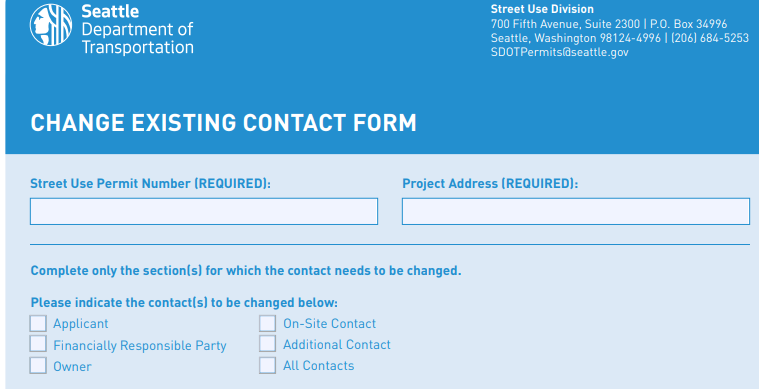 Seattle
Department of
Transportation
Street Use Division
700 Fifth Avenue, Suite 2300 | P.O. Box 34996
Seattle, Washington 98124-4996 | (206) 684-5253
SDOTPermits@seattle.gov
CHANGE EXISTING CONTACT FORM
Street Use Permit Number (REQUIRED):
Project Address (REQUIRED):
Complete only the section(s) for which the contact needs to be changed.
Please indicate the contact(s) to be changed below:
Applicant
Financially Responsible Party
Owner
On-Site Contact
Additional Contact
All Contacts